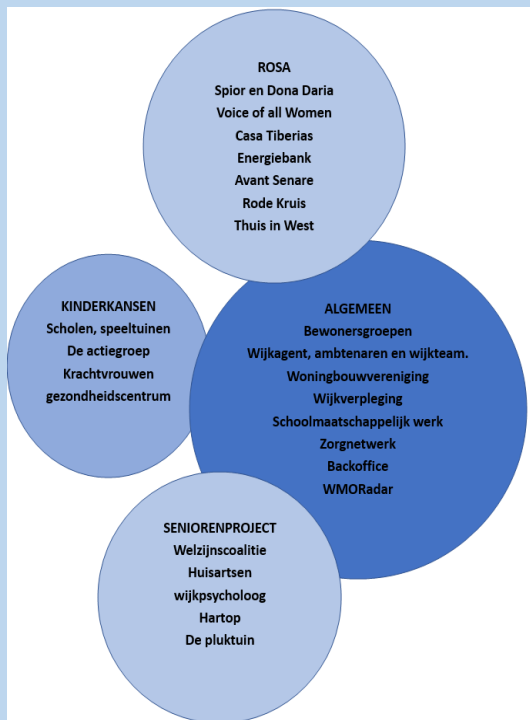 ROSA
Spior en Dona Daria
Voice of all Women
Casa Tiberias
Energiebank
Avant Senare
Rode Kruis
Thuis in West
KINDERKANSEN
Scholen, speeltuinen
De actiegroep
Krachtvrouwen
gezondheidscentrum
ALGEMEEN
Bewonersgroepen
Wijkagent, ambtenaren en wijkteam.
Woningbouwvereniging
Wijkverpleging
Schoolmaatschappelijk werk
Zorgnetwerk
Backoffice
WMORadar
SENIORENPROJECT
Welzijnscoalitie
Huisartsen
wijkpsycholoog
Hartop
De pluktuin